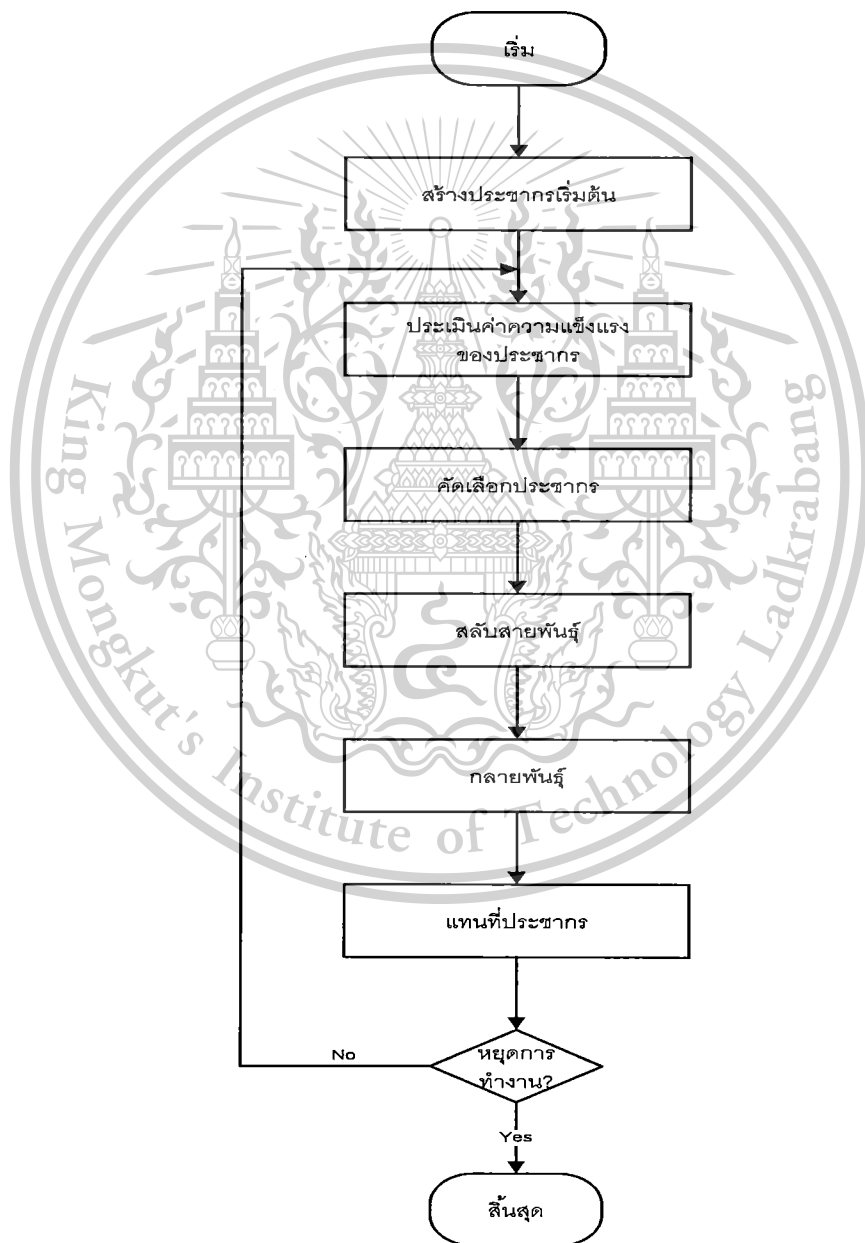 เริ่ม
สร้างประชากรเริ่มต้น
ประเมินค่าความแข็งแรง
ของประชากร
คัดเลือกประชากร
สลับสายพันธุ์
กลายพันธุ์
แทนที่ประชากร
หยุดการ
ทำงาน?
No
Yes
สิ้นสุด
King Mongkut's Institute of Technology Ladkrabang